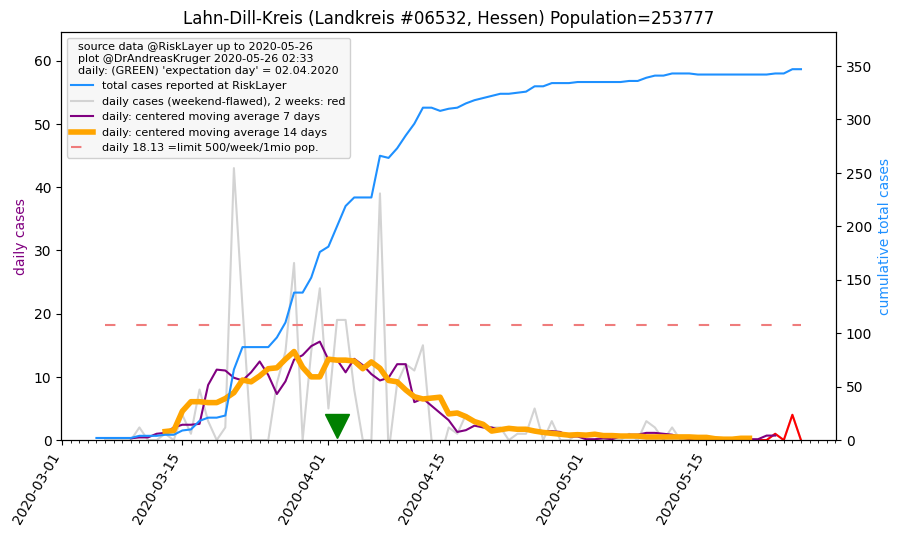 Lahn-Dill-Kreis (Landkreis #06532, Hessen) Population=253777
source data @RiskLayer up to 2020-05-26
plot @DrAndreasKruger 2020-05-26 02:33
daily: (GREEN) 'expectation day' = 02.04.2020
total cases reported at RiskLayer
daily cases (weekend-flawed), 2 weeks: red
daily: centered moving average 7 days
daily: centered moving average 14 days
daily 18.13 =limit 500/week/1mio pop.
daily cases
60
50
40
30
20
10
0
cumulative total cases
350
300
250
200
150
100
50
0
2020-03-01
2020-03-15
2020-04-01
2020-04-15
2020-05-01
2020-05-15